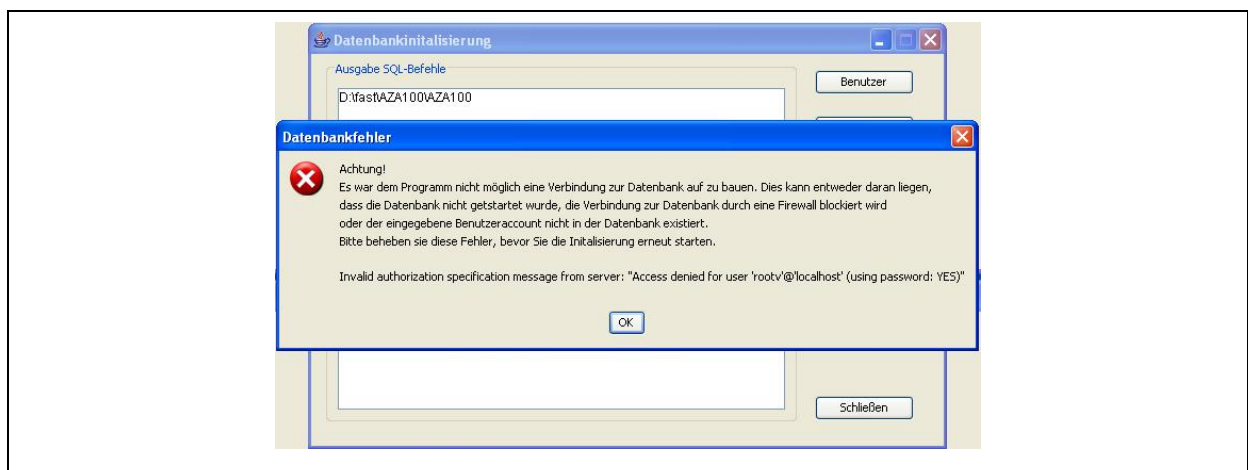 Datenbankinitalisierung
Ausgabe SQL-Befehle
Benutzer
D:\fast\AZA100\AZA100
Datenbankfehler
Achtung!
Es war dem Programm nicht möglich eine Verbindung zur Datenbank auf zu bauen. Dies kann entweder daran liegen,
dass die Datenbank nicht getstartet wurde, die Verbindung zur Datenbank durch eine Firewall blockiert wird
oder der eingegebene Benutzeraccount nicht in der Datenbank existiert.
Bitte beheben sie diese Fehler, bevor Sie die Initalisierung erneut starten.
Invalid authorization specification message from server: "Access denied for user 'rootv'@'localhost' (using password: YES)"
OK
Schließen